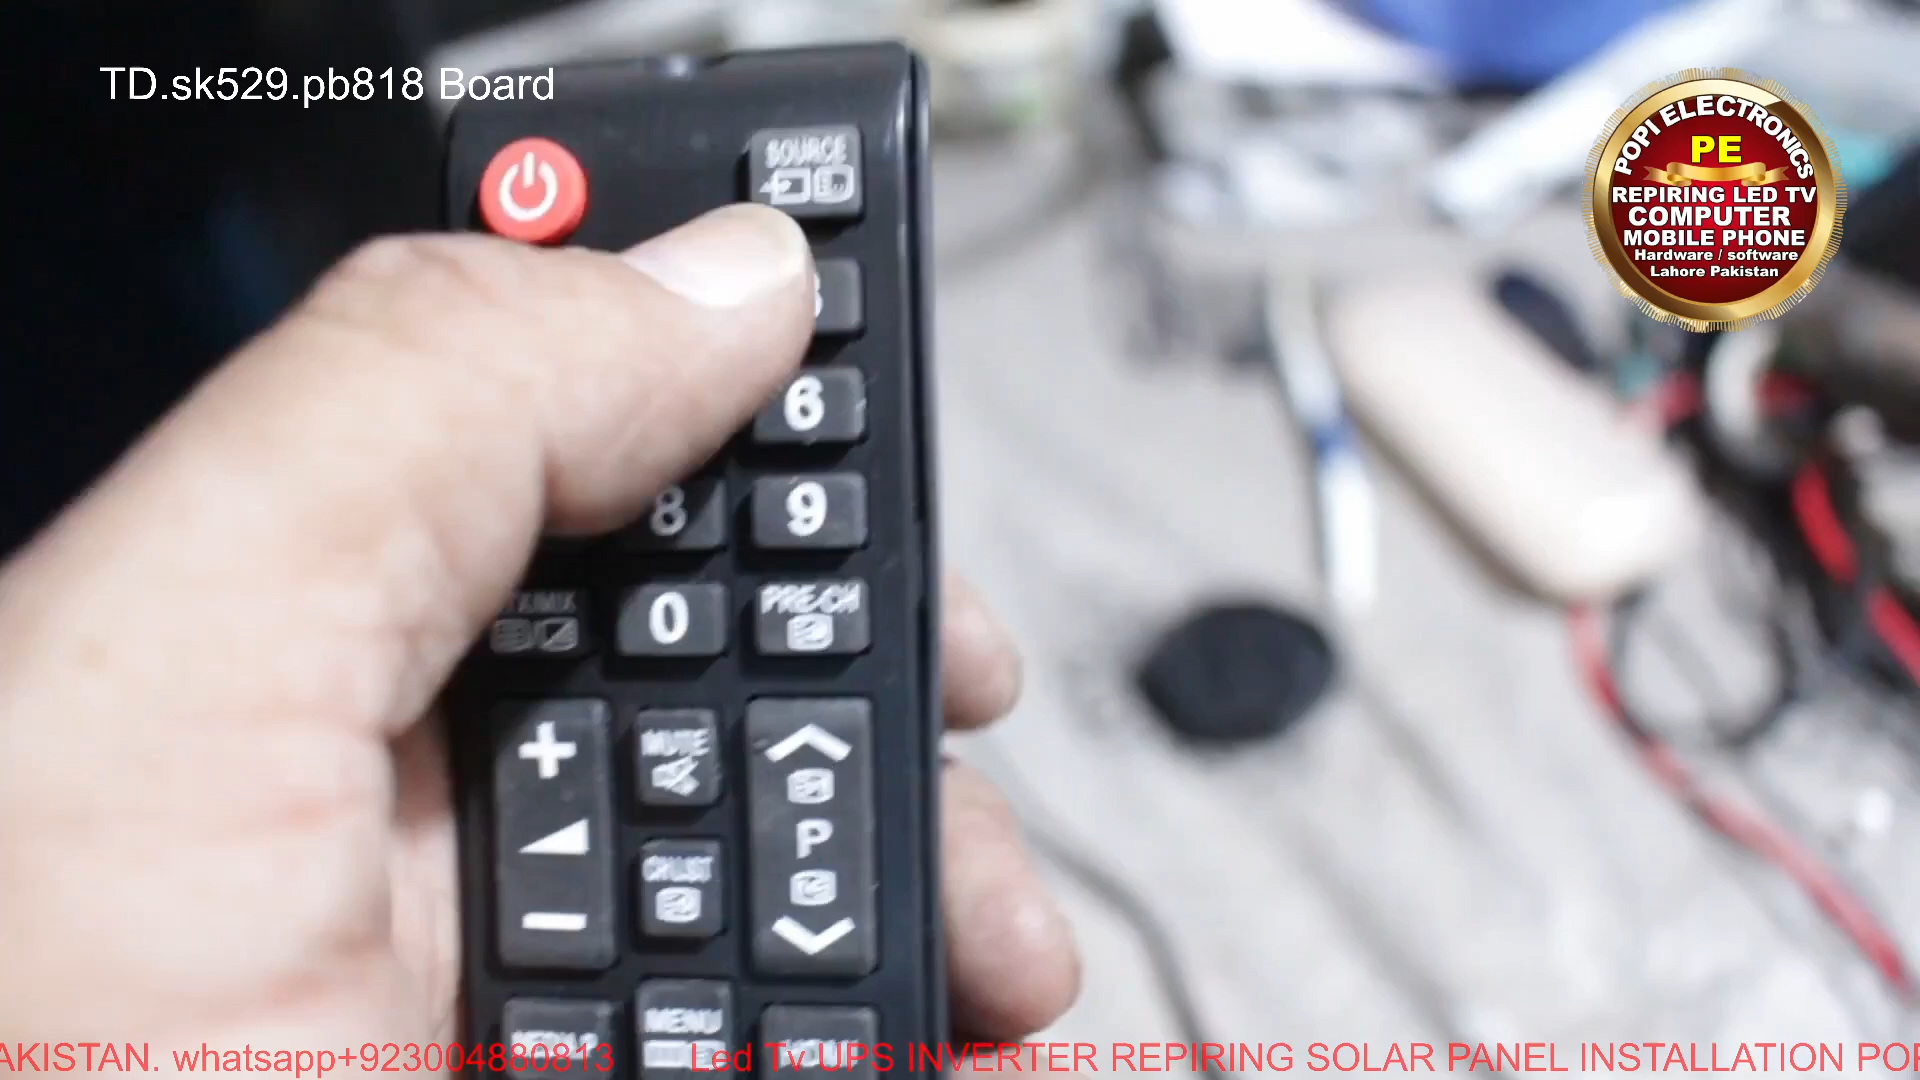 TD.sk529.pb818 Board
POPI ELECTRONICS
PE
REPIRING LED TV
COMPUTER
MOBILE PHONE
Hardware / software
Lahore Pakistan
SOURCE
6
8
9
0
PRE-CH
+
MUTE
P
−
CH LIST
MENU
AKISTAN. whatsapp+923004880813 Led Tv UPS INVERTER REPIRING SOLAR PANEL INSTALLATION POP